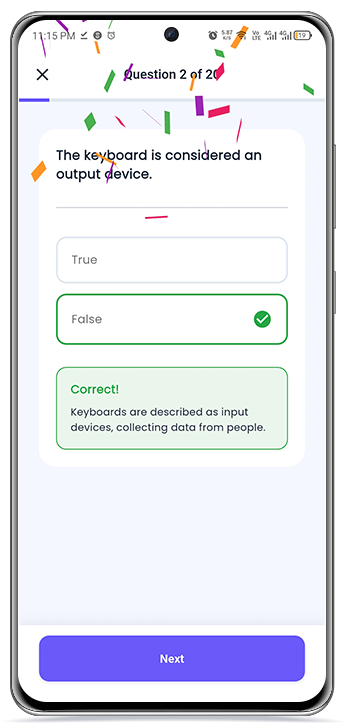 11:15 PM 5.87 K/S Vo LTE 4G 4G 19
Question 2 of 20
The keyboard is considered an
output device.
True
False
Correct!
Keyboards are described as input
devices, collecting data from people.
Next